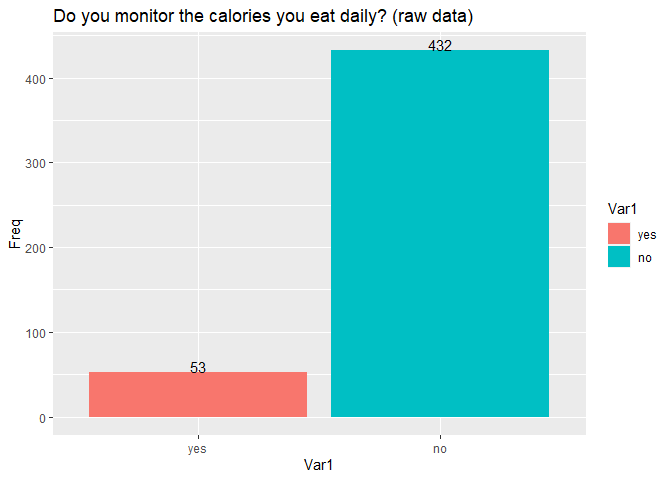 Do you monitor the calories you eat daily? (raw data)
432
400
300
200
100
0
53
Freq
yes
no
Var1
Var1
yes
no